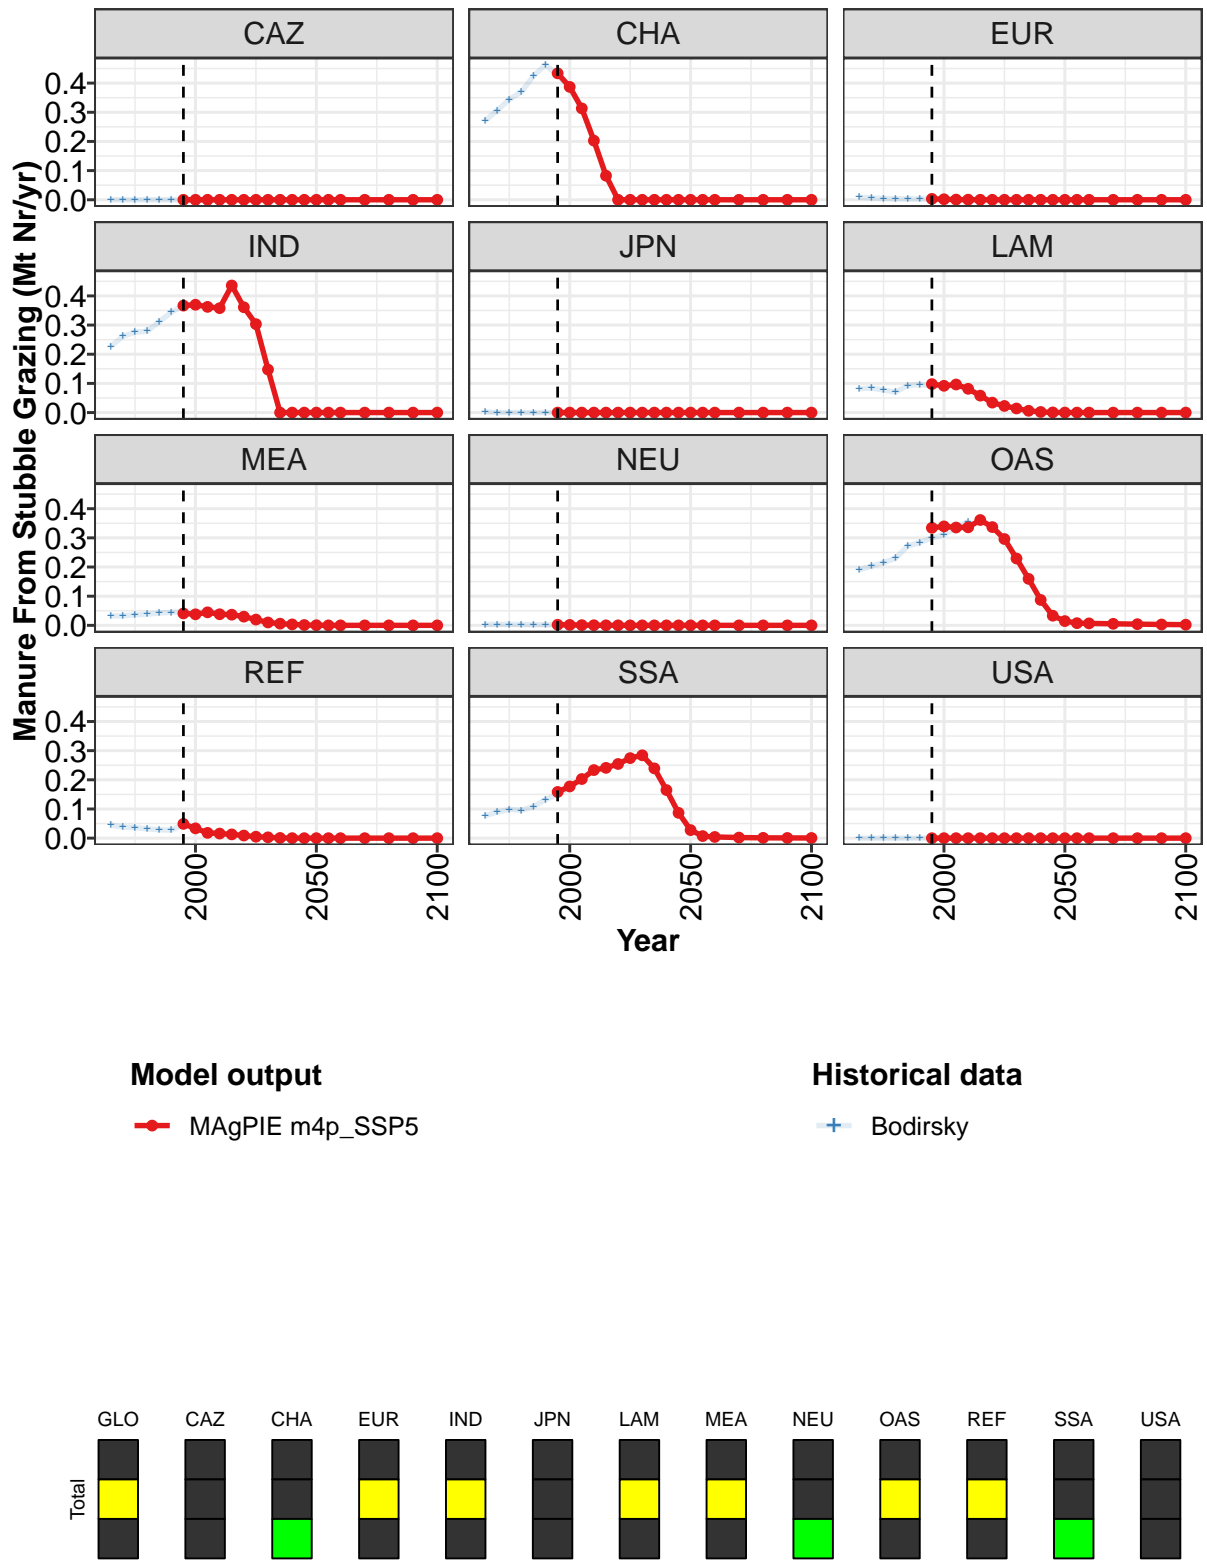 CAZ CHA EUR
0.4
0.3
0.2
0.1
0.0
IND JPN LAM
0.4
0.3
0.2
0.1
0.0
MEA NEU OAS
0.4
0.3
0.2
0.1
0.0
REF SSA USA
0.4
0.3
0.2
0.1
0.0
Manure From Stubble Grazing (Mt Nr/yr)
2000 2050 2100 2000 2050 2100 2000 2050 2100
Year
Model output Historical data
MAgPIE m4p_SSP5 Bodirsky
GLO CAZ CHA EUR IND JPN LAM MEA NEU OAS REF SSA USA
Total